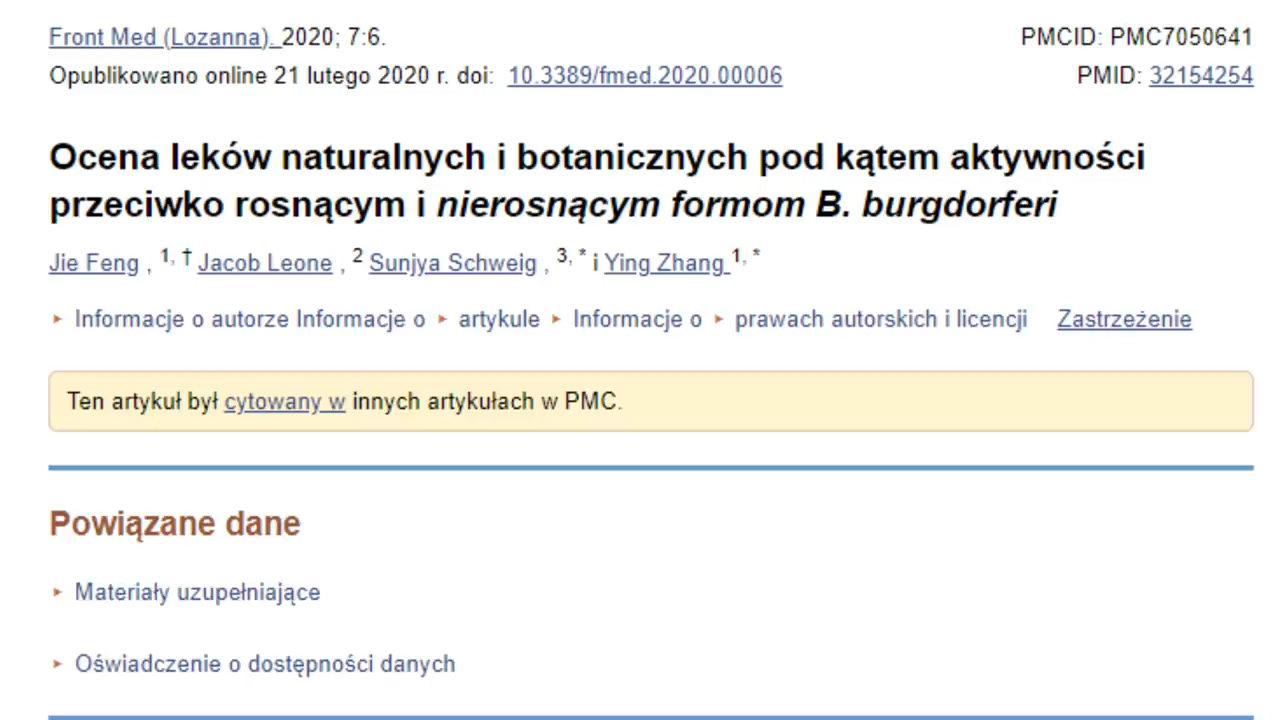 Front Med (Lozanna). 2020; 7:6.
PMCID: PMC7050641
Opublikowano online 21 lutego 2020 r. doi: 10.3389/fmed.2020.00006
PMID: 32154254
Ocena leków naturalnych i botanicznych pod kątem aktywności
przeciwko rosnącym i nierosnącym formom B. burgdorferi
Jie Feng , 1, † Jacob Leone , 2 Sunjya Schweig , 3, * i Ying Zhang 1, *
▸ Informacje o autorze Informacje o ▸ artykule ▸ Informacje o ▸ prawach autorskich i licencji Zastrzeżenie
Ten artykuł był cytowany w innych artykułach w PMC.
Powiązane dane
▸ Materiały uzupełniające
▸ Oświadczenie o dostępności danych